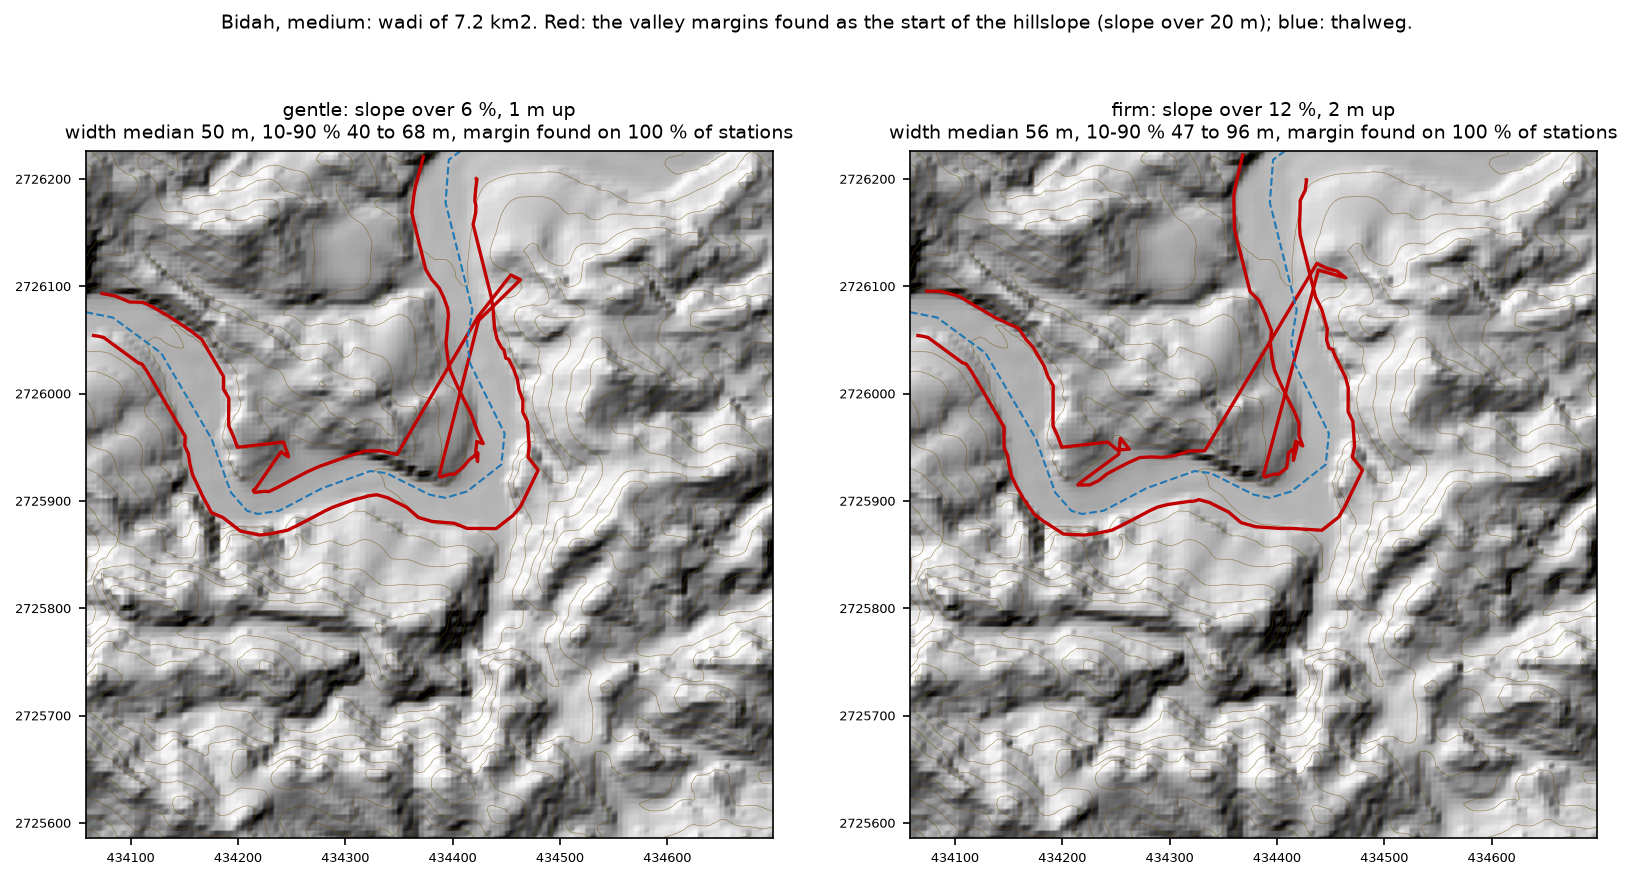 Bidah, medium: wadi of 7.2 km2. Red: the valley margins found as the start of the hillslope (slope over 20 m); blue: thalweg.
gentle: slope over 6 %, 1 m up
width median 50 m, 10-90 % 40 to 68 m, margin found on 100 % of stations
firm: slope over 12 %, 2 m up
width median 56 m, 10-90 % 47 to 96 m, margin found on 100 % of stations
2726200
2726100
2726000
2725900
2725800
2725700
2725600
434100 434200 434300 434400 434500 434600
2726200
2726100
2726000
2725900
2725800
2725700
2725600
434100 434200 434300 434400 434500 434600